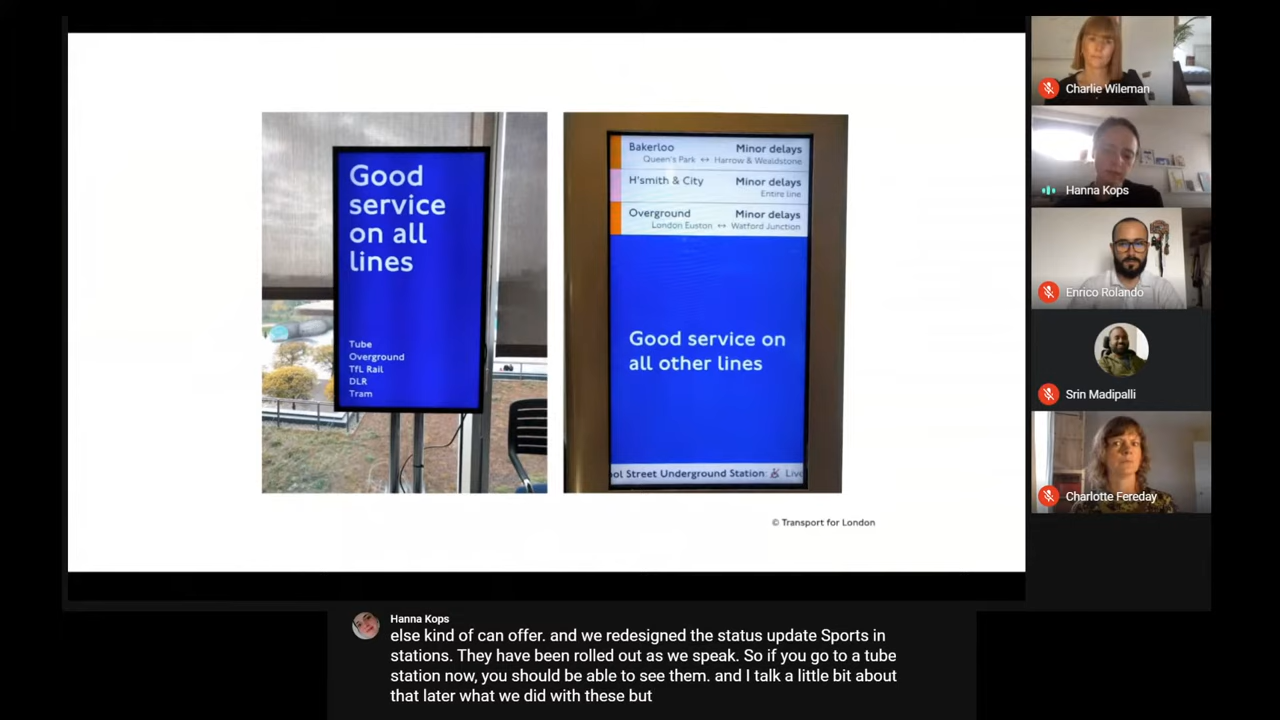 Good
service
on all
lines
Tube
Overground
TfL Rail
DLR
Tram
Bakerloo Minor delays
Queen's Park ↔ Harrow & Wealdstone
H'smith & City Minor delays
Entire line
Overground Minor delays
London Euston ↔ Watford Junction
Good service on
all other lines
ol Street Underground Station: Live
© Transport for London
Charlie Wileman
Hanna Kops
Enrico Rolando
Srin Madipalli
Charlotte Fereday
Hanna Kops
else kind of can offer. and we redesigned the status update Sports in
stations. They have been rolled out as we speak. So if you go to a tube
station now, you should be able to see them. and I talk a little bit about
that later what we did with these but